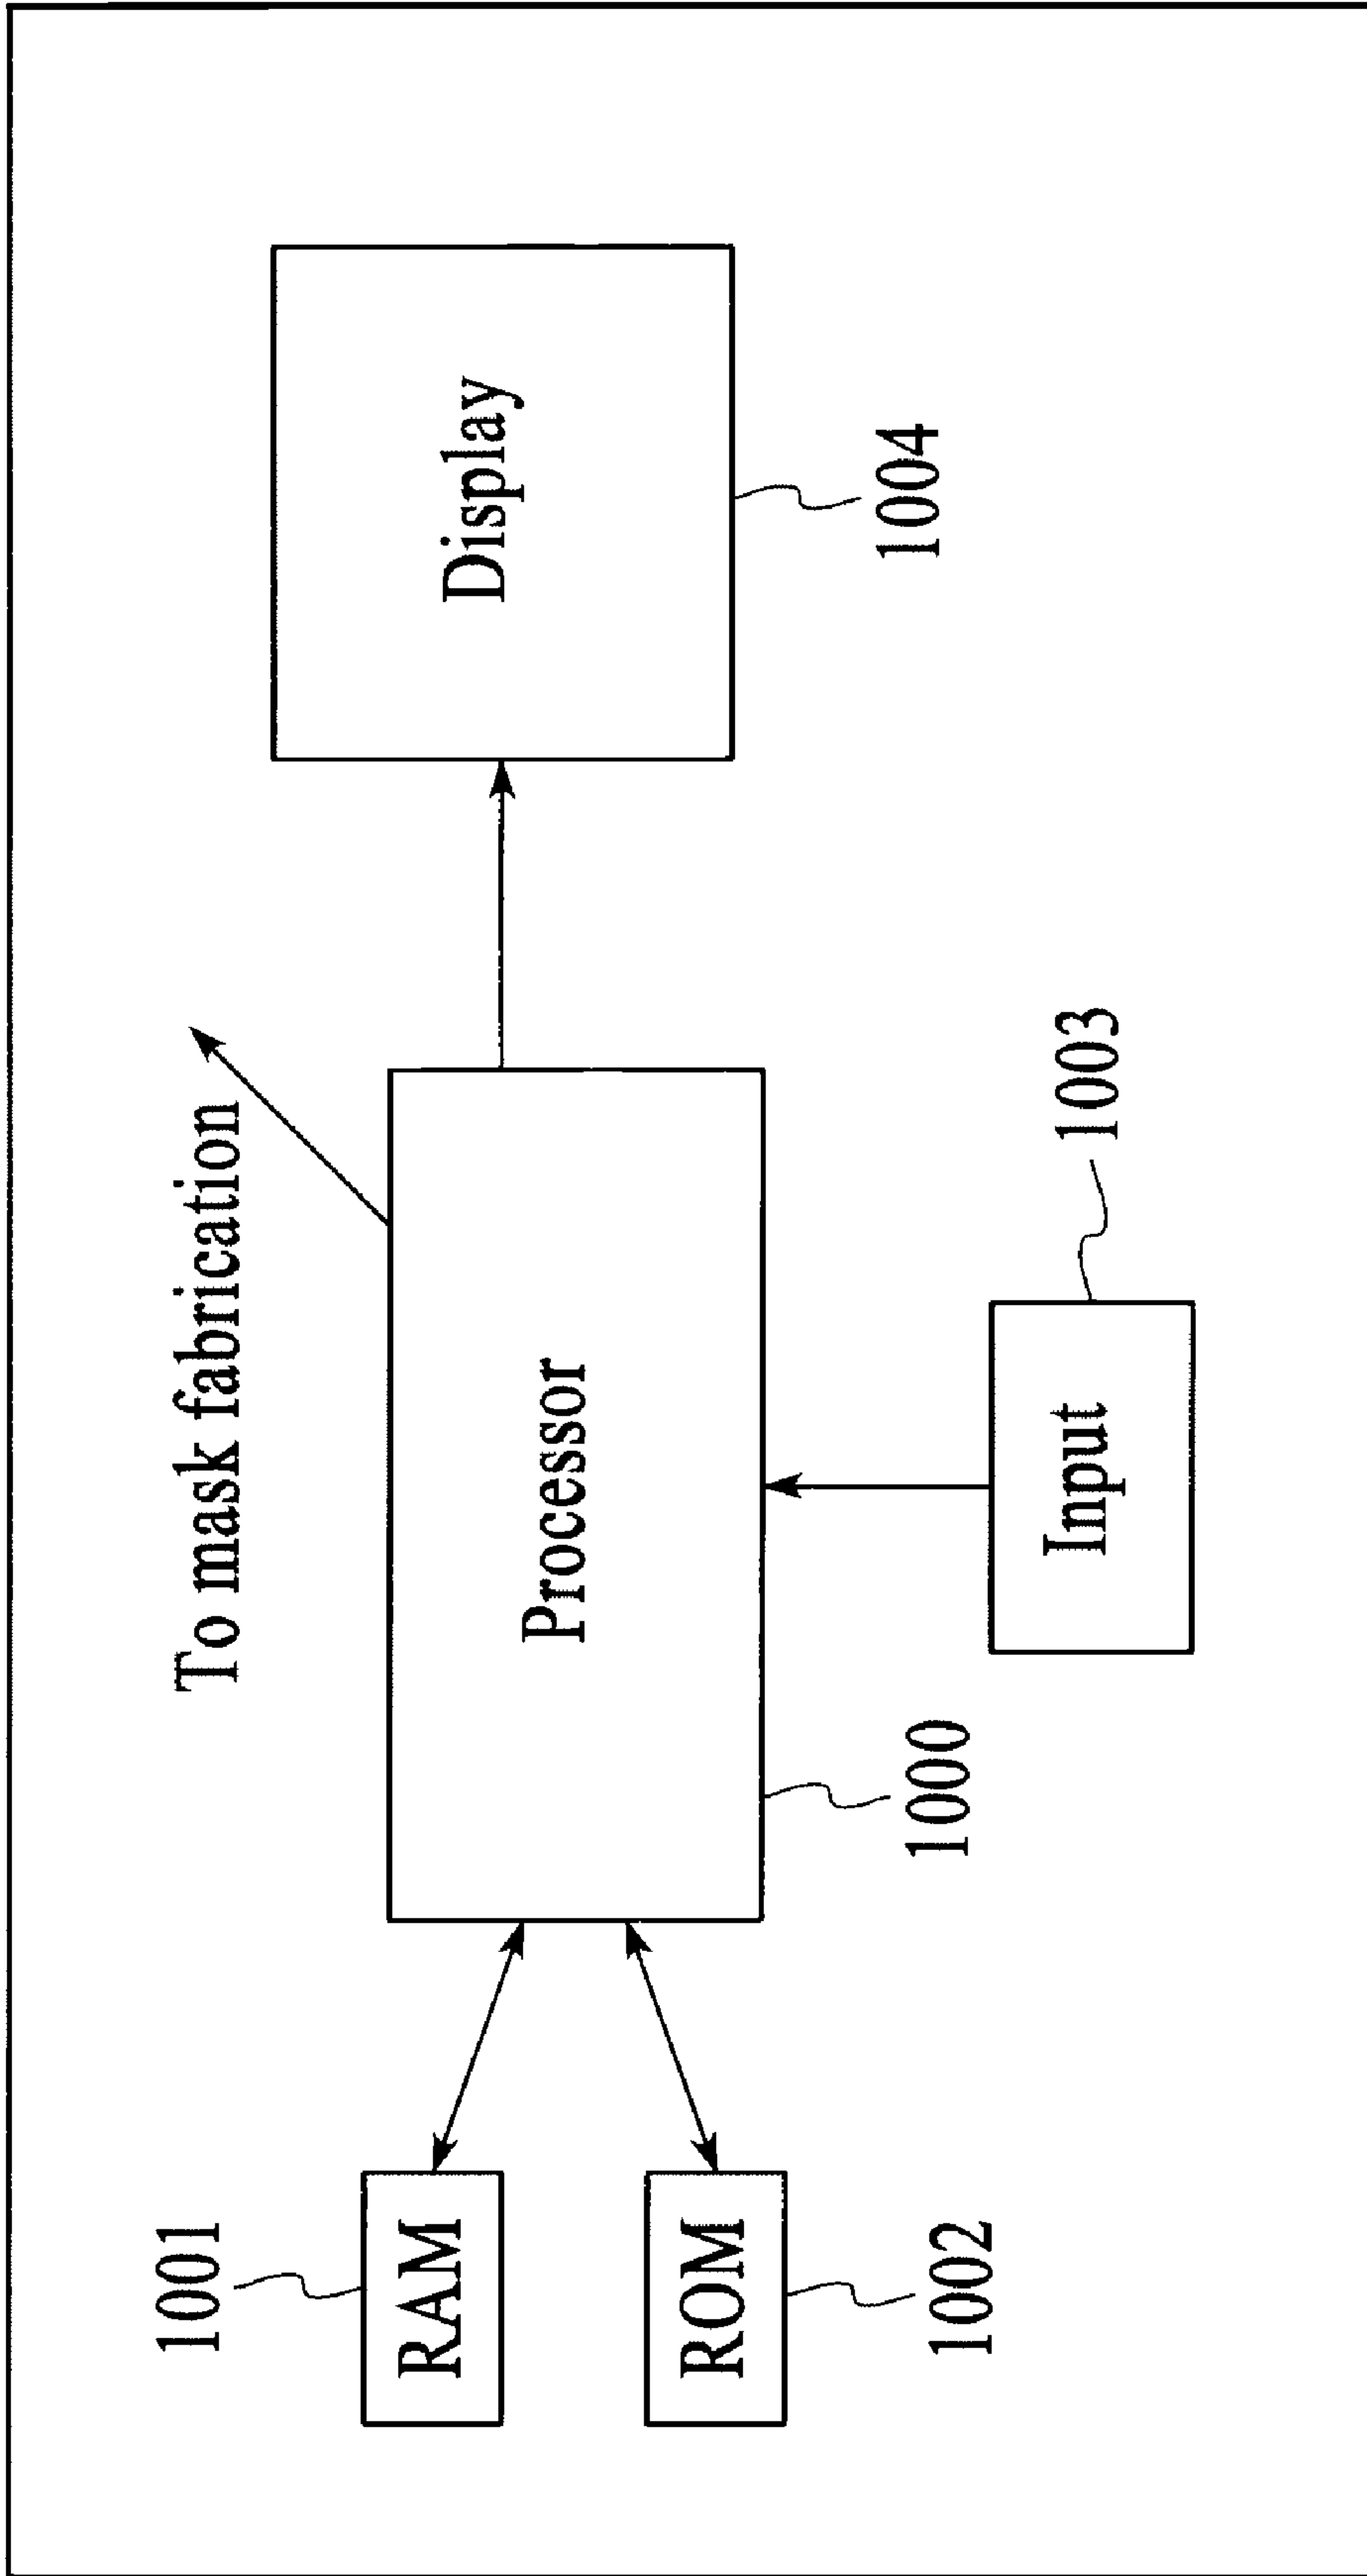 To mask fabrication
1001
RAM
Processor
Display
ROM
1004
1002
1000
Input
1003